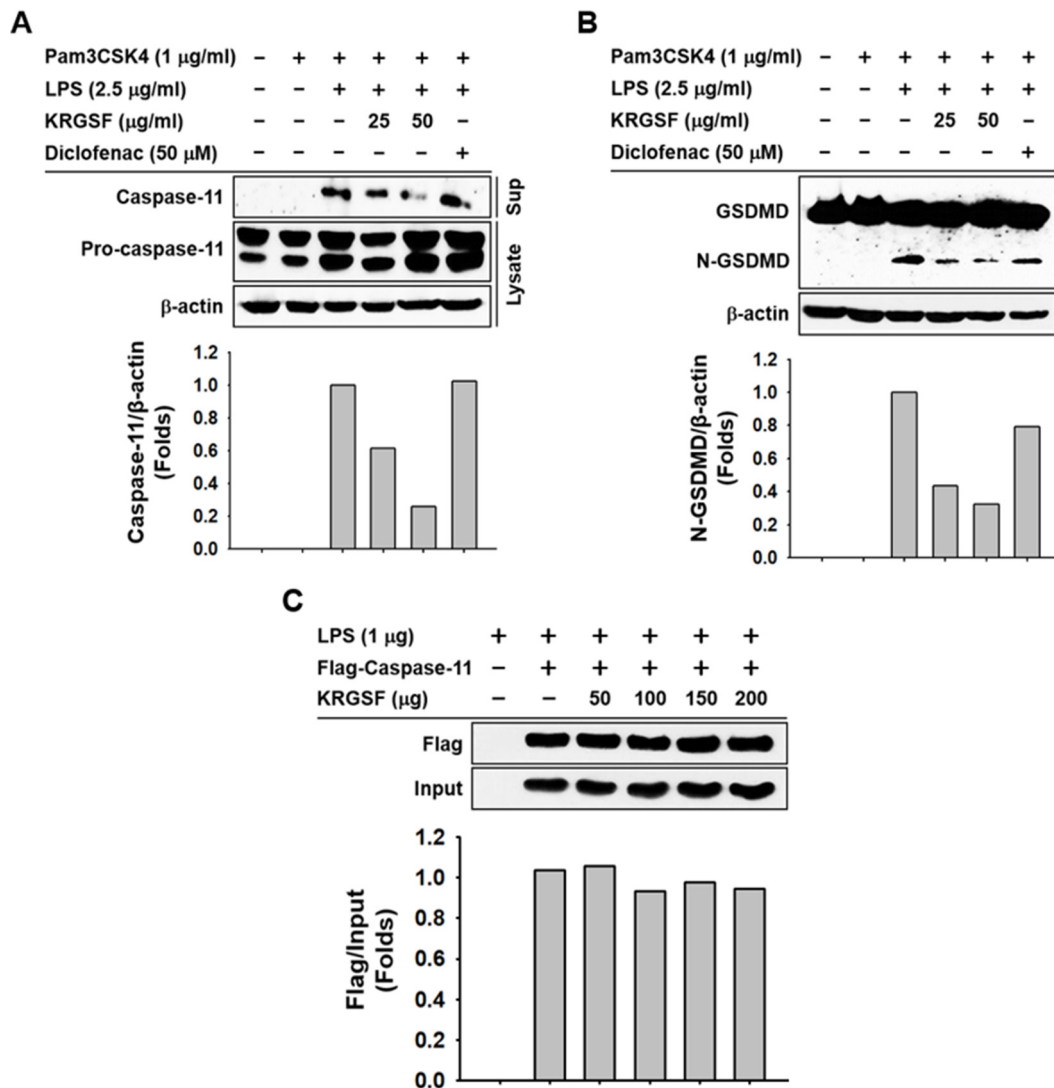 A
Pam3CSK4 (1 μg/ml) – + + + + +
LPS (2.5 μg/ml) – – + + + +
KRGSF (μg/ml) – – – 25 50 –
Diclofenac (50 μM) – – – – – +
Caspase-11
Sup
Pro-caspase-11
Lysate
β-actin
Caspase-11/β-actin
(Folds)
1.2
1.0
0.8
0.6
0.4
0.2
0.0
B
Pam3CSK4 (1 μg/ml) – + + + + +
LPS (2.5 μg/ml) – – + + + +
KRGSF (μg/ml) – – – 25 50 –
Diclofenac (50 μM) – – – – – +
GSDMD
N-GSDMD
β-actin
N-GSDMD/β-actin
(Folds)
1.2
1.0
0.8
0.6
0.4
0.2
0.0
C
LPS (1 μg) + + + + + +
Flag-Caspase-11 – + + + + +
KRGSF (μg) – – 50 100 150 200
Flag
Input
Flag/Input
(Folds)
1.2
1.0
0.8
0.6
0.4
0.2
0.0